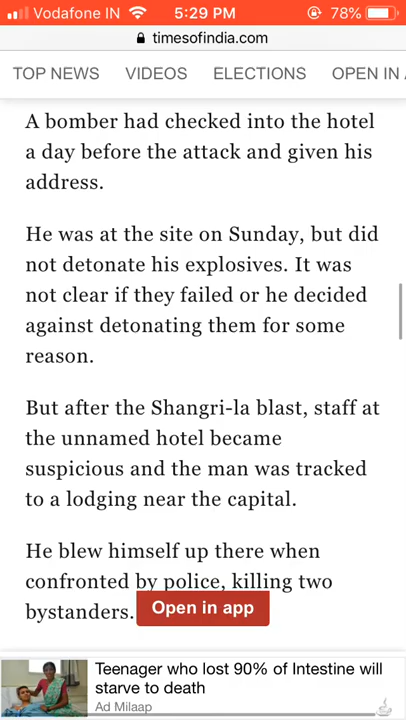 Vodafone IN 5:29 PM 78%
timesofindia.com
TOP NEWS VIDEOS ELECTIONS OPEN IN A
A bomber had checked into the hotel
a day before the attack and given his
address.
He was at the site on Sunday, but did
not detonate his explosives. It was
not clear if they failed or he decided
against detonating them for some
reason.
But after the Shangri-la blast, staff at
the unnamed hotel became
suspicious and the man was tracked
to a lodging near the capital.
He blew himself up there when
confronted by police, killing two
bystanders.
Open in app
Teenager who lost 90% of Intestine will
starve to death
Ad Milaap